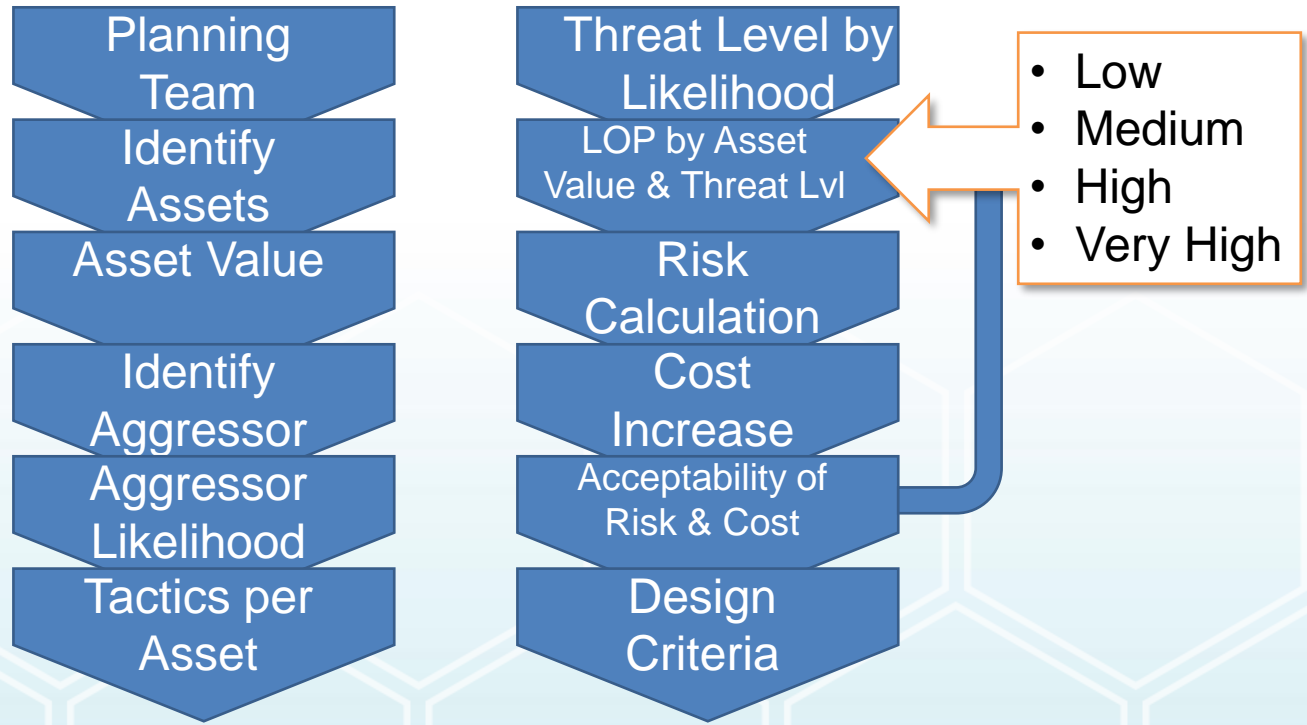 Planning
Team
Identify
Assets
Asset Value
Identify
Aggressor
Aggressor
Likelihood
Tactics per
Asset
Threat Level by
Likelihood
LOP by Asset
Value & Threat Lvl
Risk
Calculation
Cost
Increase
Acceptability of
Risk & Cost
Design
Criteria
• Low
• Medium
• High
• Very High